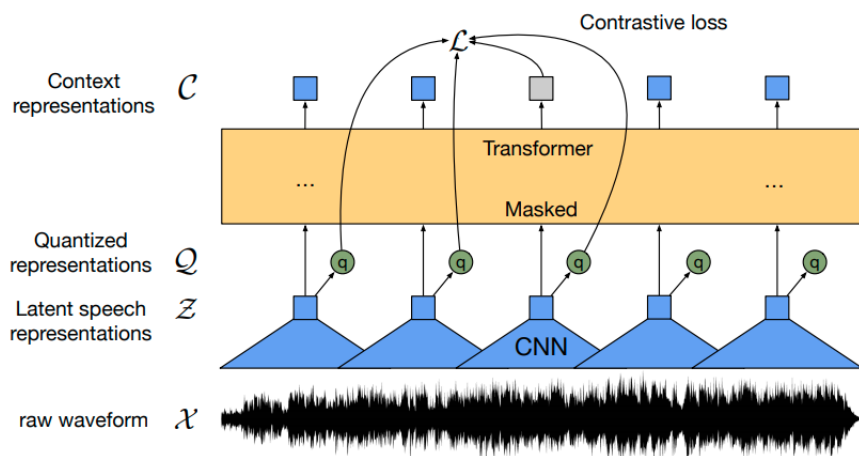 Contrastive loss
ℒ
Context
representations 𝒞
Transformer
... ...
Masked
Quantized
representations 𝒬
q q q q q
Latent speech
representations 𝒵
CNN
raw waveform 𝒳